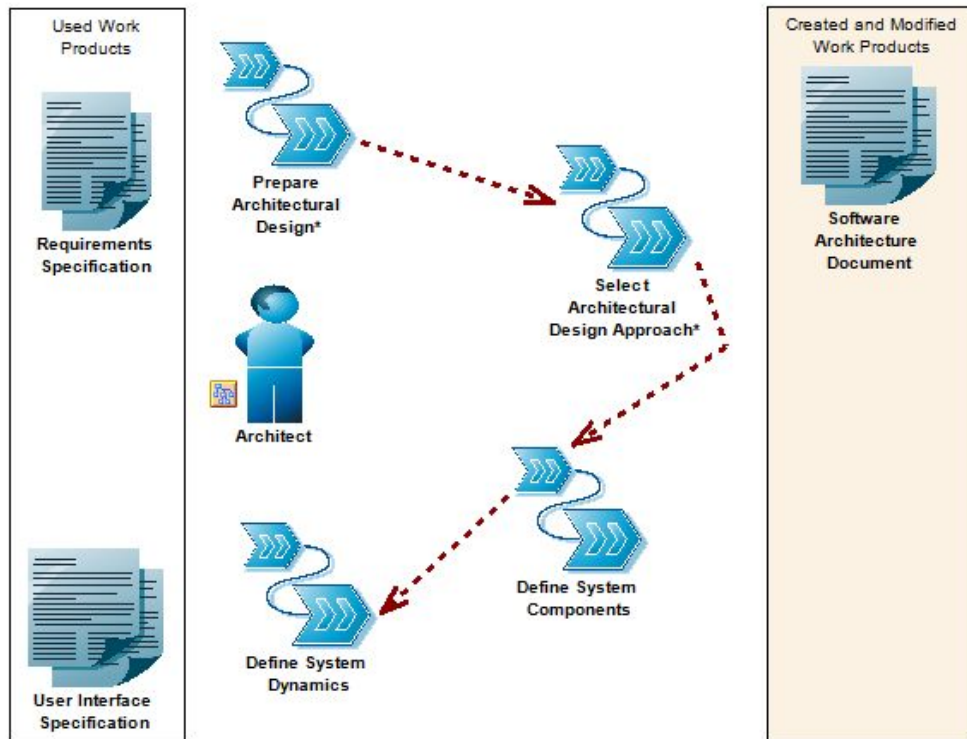 Used Work
Products
Requirements
Specification
User Interface
Specification
Prepare
Architectural
Design*
Select
Architectural
Design Approach*
Architect
Define System
Components
Define System
Dynamics
Created and Modified
Work Products
Software
Architecture
Document